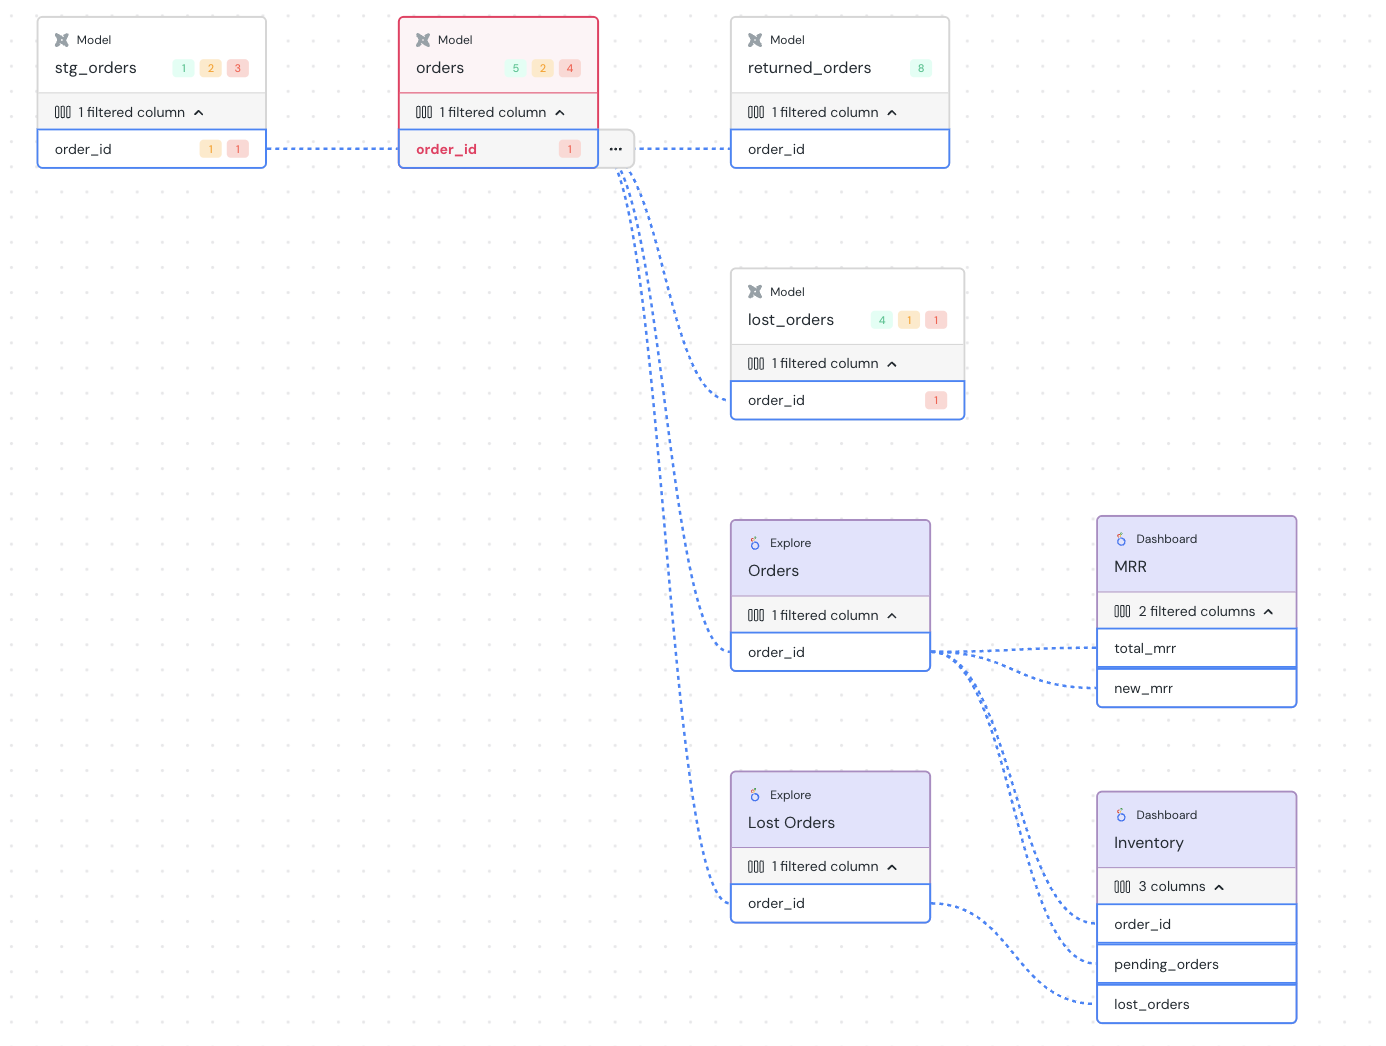 Model
stg_orders 1 2 3
1 filtered column
order_id 1 1
Model
orders 5 2 4
1 filtered column
order_id 1
Model
returned_orders 8
1 filtered column
order_id
Model
lost_orders 4 1 1
1 filtered column
order_id 1
Explore
Orders
1 filtered column
order_id
Dashboard
MRR
2 filtered columns
total_mrr
new_mrr
Explore
Lost Orders
1 filtered column
order_id
Dashboard
Inventory
3 columns
order_id
pending_orders
lost_orders